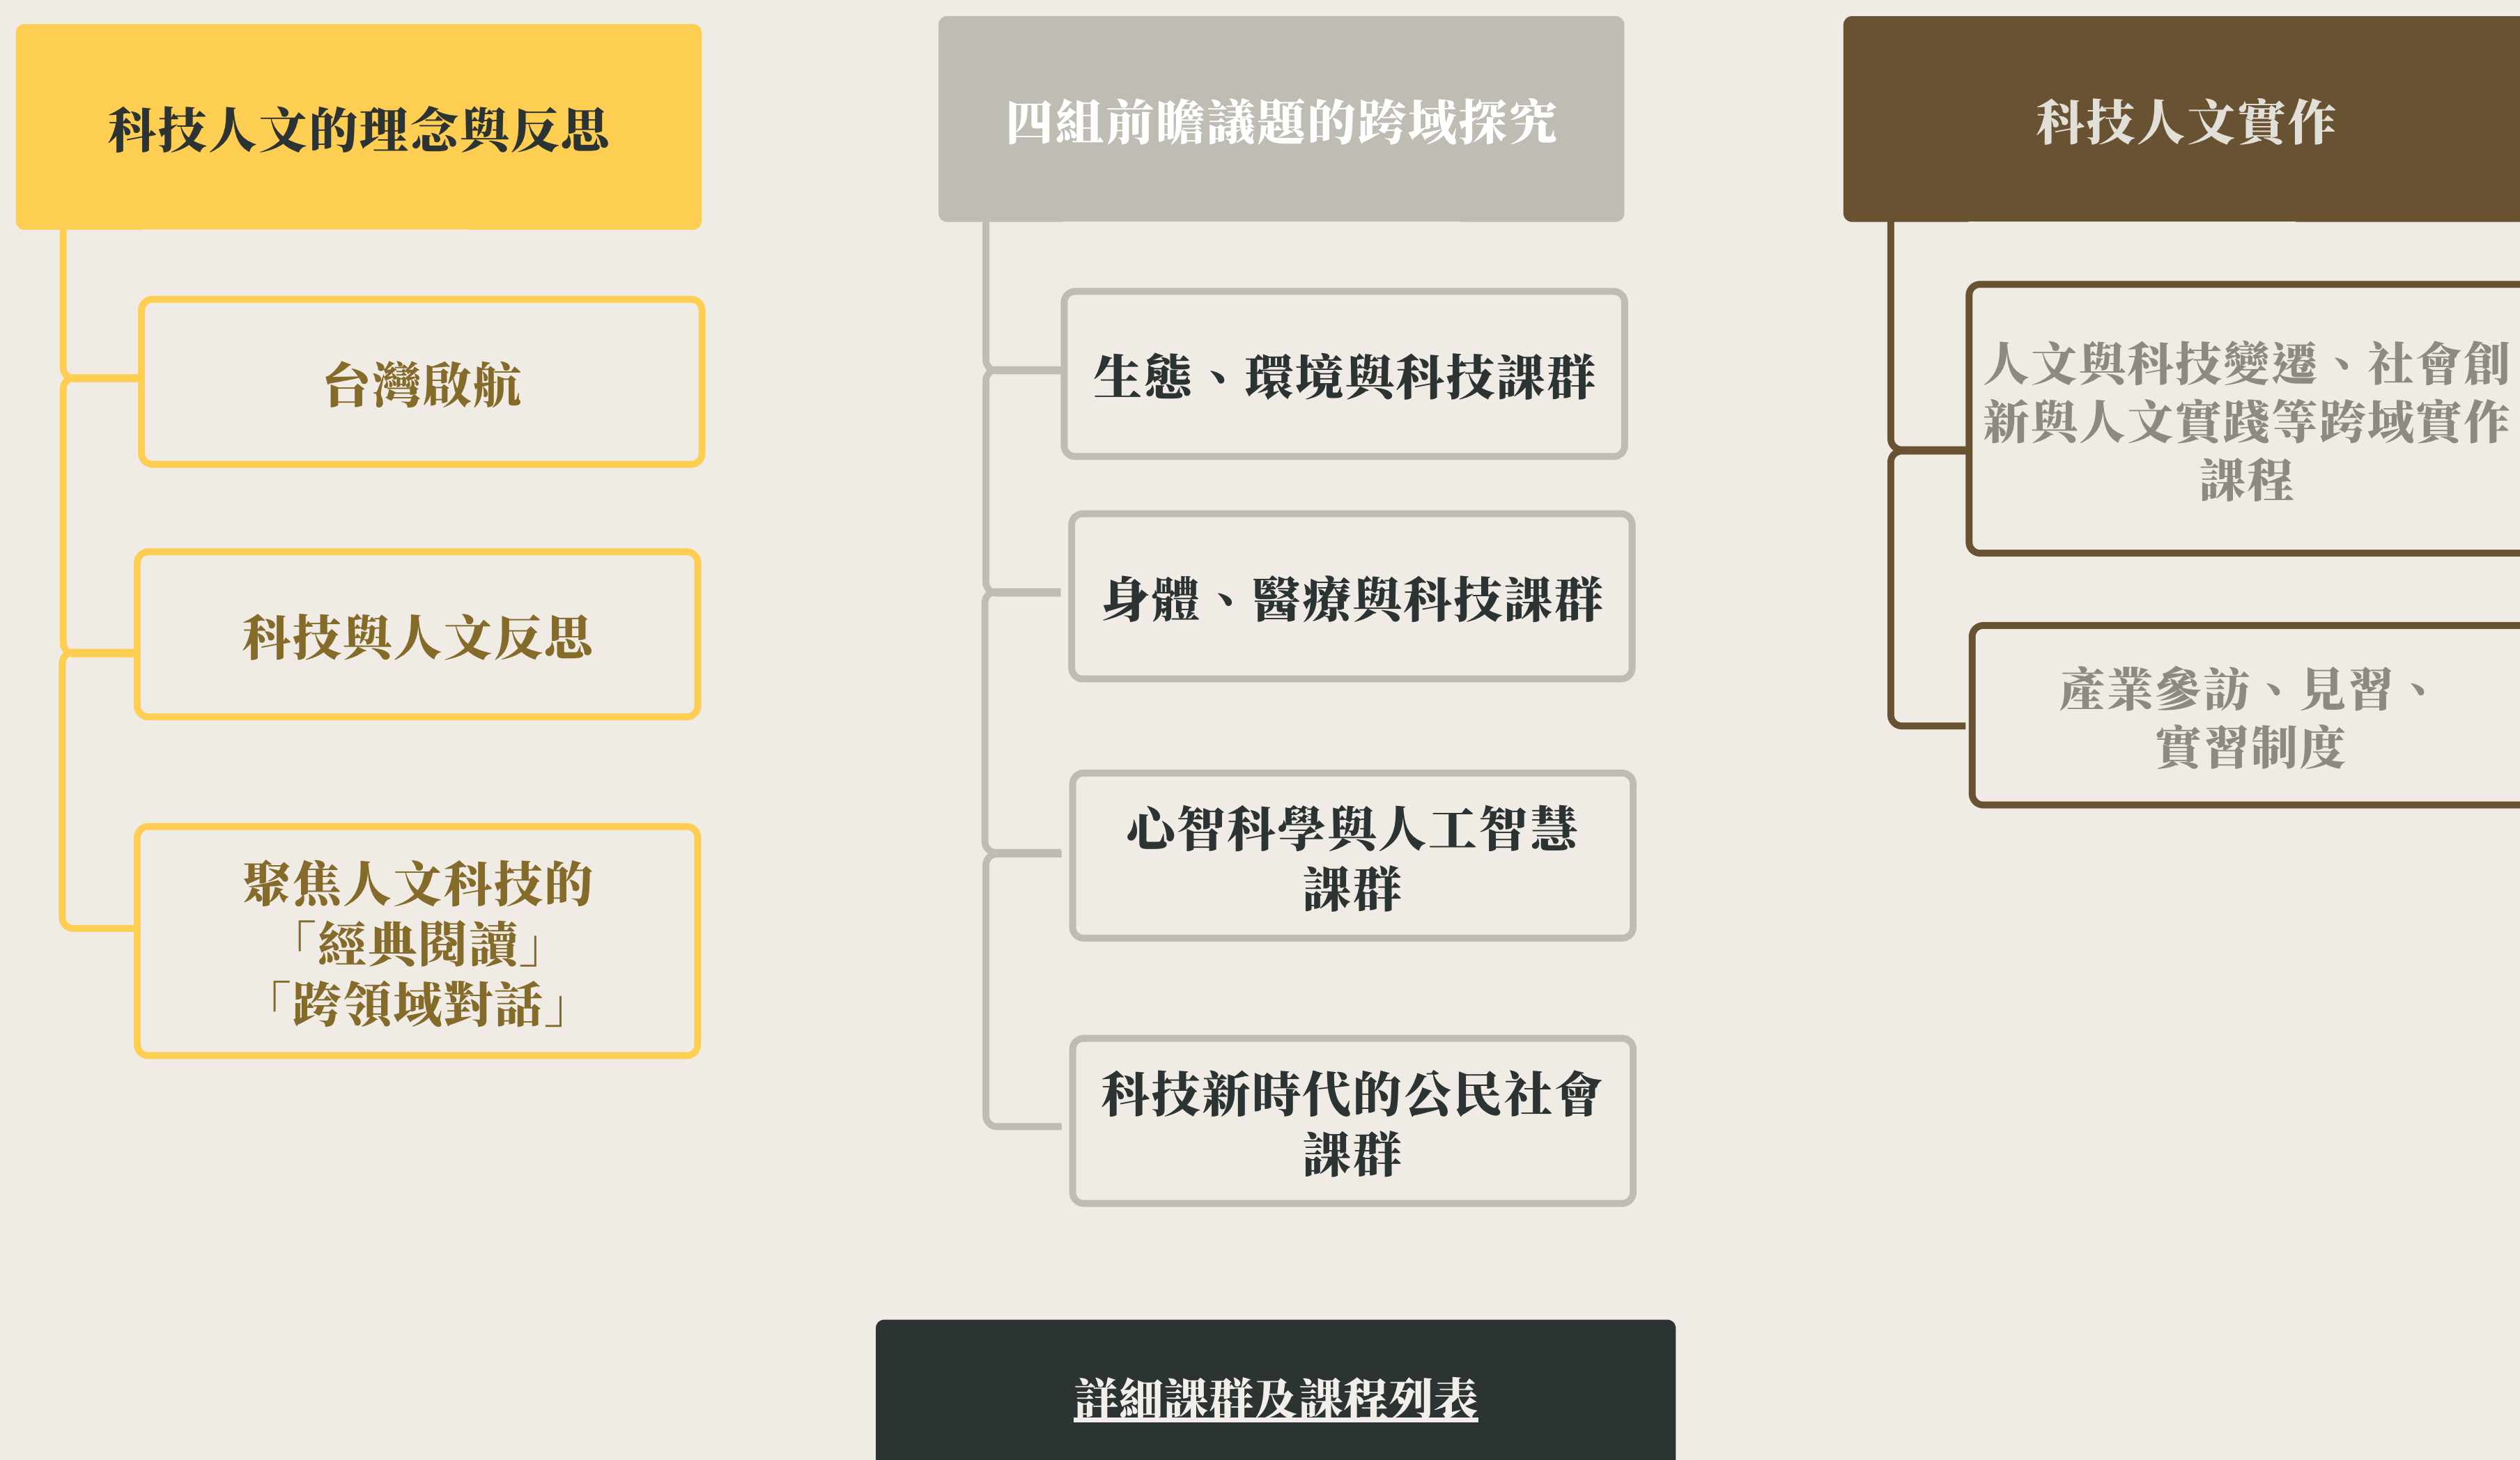 科技人文的理念與反思
台灣啟航
科技與人文反思
聚焦人文科技的
「經典閱讀」
「跨領域對話」
四組前瞻議題的跨域探究
生態、環境與科技課群
身體、醫療與科技課群
心智科學與人工智慧
課群
科技新時代的公民社會
課群
科技人文實作
人文與科技變遷、社會創
新與人文實踐等跨域實作
課程
產業參訪、見習、
實習制度
詳細課群及課程列表